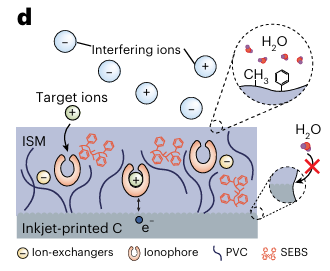 d
Interfering ions
H₂O
CH₃
Target ions
H₂O
ISM
Inkjet-printed C
e⁻
Ion-exchangers
Ionophore
PVC
SEBS